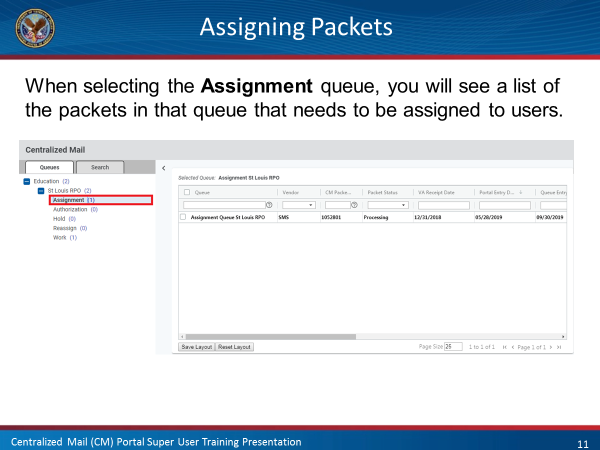 Assigning Packets
When selecting the Assignment queue, you will see a list of
the packets in that queue that needs to be assigned to users.
Centralized Mail
Queues Search
Selected Queue: Assignment St Louis RPO
Education (2)
St Louis RPO (2)
Assignment (1)
Authorization (0)
Hold (0)
Reassign (0)
Work (1)
Queue Vendor CM Packe... Packet Status VA Receipt Date Portal Entry D... Queue Entry
Assignment Queue St Louis RPO SMS 1052801 Processing 12/31/2018 05/28/2019 09/30/2019
Save Layout Reset Layout Page Size 25 1 to 1 of 1 Page 1 of 1
Centralized Mail (CM) Portal Super User Training Presentation
11